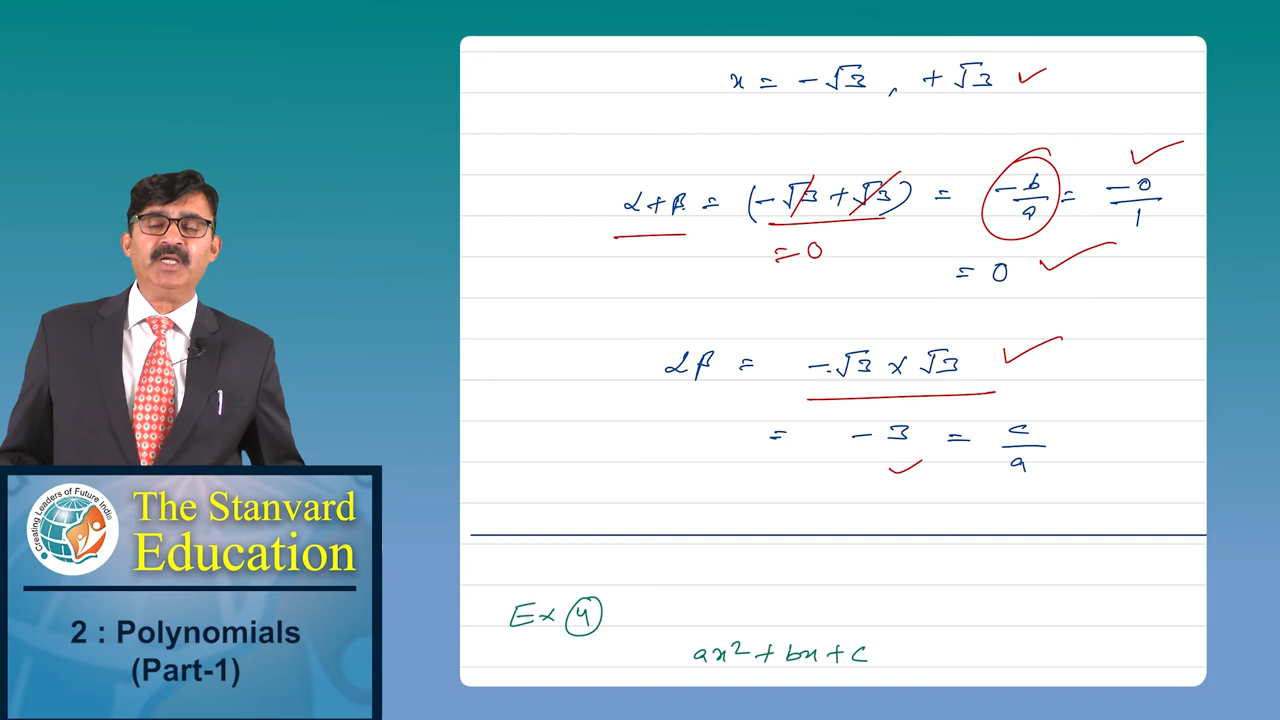 x = -√3 , +√3 ✓
α+β = (-√3 + √3) = -b/a = -0/1 ✓
= 0
= 0 ✓
αβ = -√3 × √3 ✓
= -3 = c/a
✓
Ex 4
ax² + bx + c
Creating Leaders of Future India
The Stanvard
Education
2 : Polynomials
(Part-1)